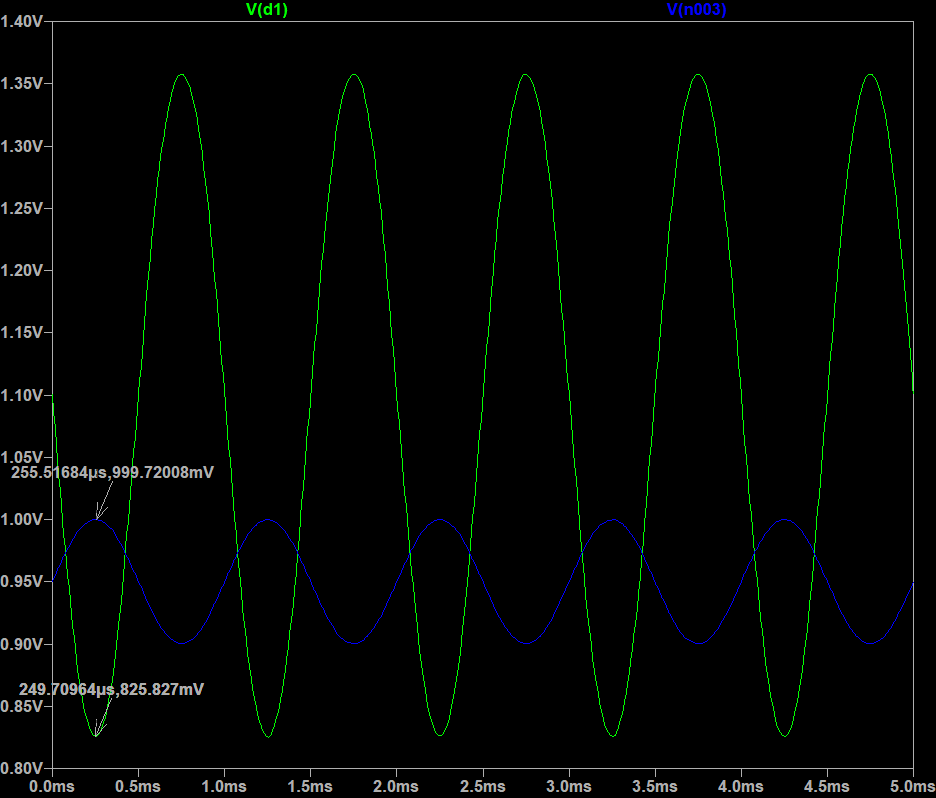 V(d1) V(n003)
1.40V
1.35V
1.30V
1.25V
1.20V
1.15V
1.10V
1.05V
255.51684µs,999.72008mV
1.00V
0.95V
0.90V
249.70964µs,825.827mV
0.85V
0.80V
0.0ms 0.5ms 1.0ms 1.5ms 2.0ms 2.5ms 3.0ms 3.5ms 4.0ms 4.5ms 5.0ms